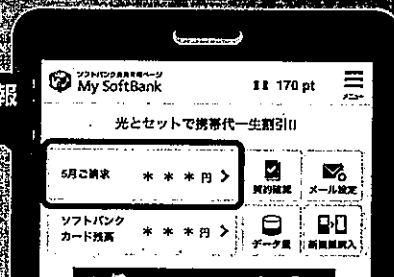 報
ソフトバンク会員専用ページ
My SoftBank
170 pt
メニュー
光とセットで携帯代一生割引!!
5月ご請求 ＊ ＊ ＊ 円 >
契約確認
メール設定
ソフトバンク
カード残高 ＊ ＊ ＊ 円 >
データ量
新規機種購入